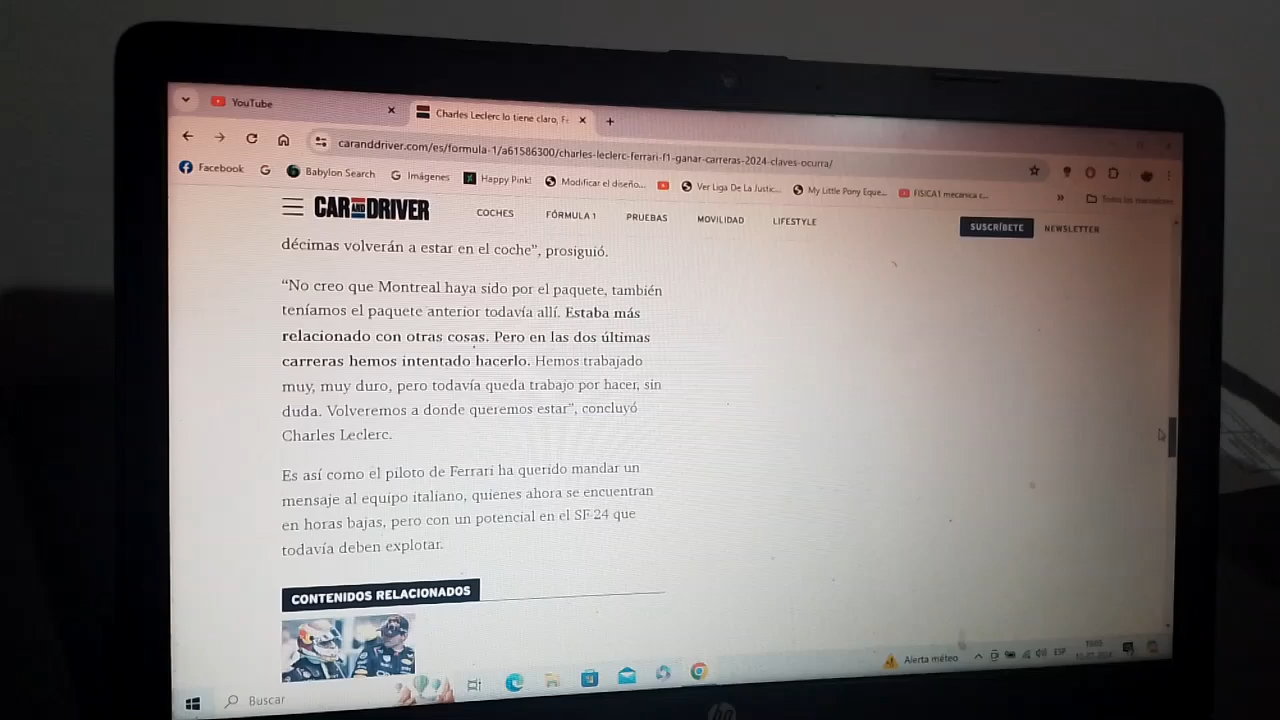 YouTube
Charles Leclerc lo tiene claro, Fe
caranddriver.com/es/formula-1/a61586300/charles-leclerc-ferrari-f1-ganar-carreras-2024-claves-ocurra/
Facebook
Babylon Search
Imágenes
Happy Pink!
Modificar el diseño...
Ver Liga De La Justic...
My Little Pony Eque...
FISICA1 mecanica c...
»
Todos los marcadores
CAR AND DRIVER
COCHES
FÓRMULA 1
PRUEBAS
MOVILIDAD
LIFESTYLE
SUSCRÍBETE
NEWSLETTER
décimas volverán a estar en el coche”, prosiguió.
“No creo que Montreal haya sido por el paquete, también
teníamos el paquete anterior todavía allí. Estaba más
relacionado con otras cosas. Pero en las dos últimas
carreras hemos intentado hacerlo. Hemos trabajado
muy, muy duro, pero todavía queda trabajo por hacer, sin
duda. Volveremos a donde queremos estar”, concluyó
Charles Leclerc.
Es así como el piloto de Ferrari ha querido mandar un
mensaje al equipo italiano, quienes ahora se encuentran
en horas bajas, pero con un potencial en el SF-24 que
todavía deben explotar.
CONTENIDOS RELACIONADOS
Buscar
Alerta méteo
ESP
hp